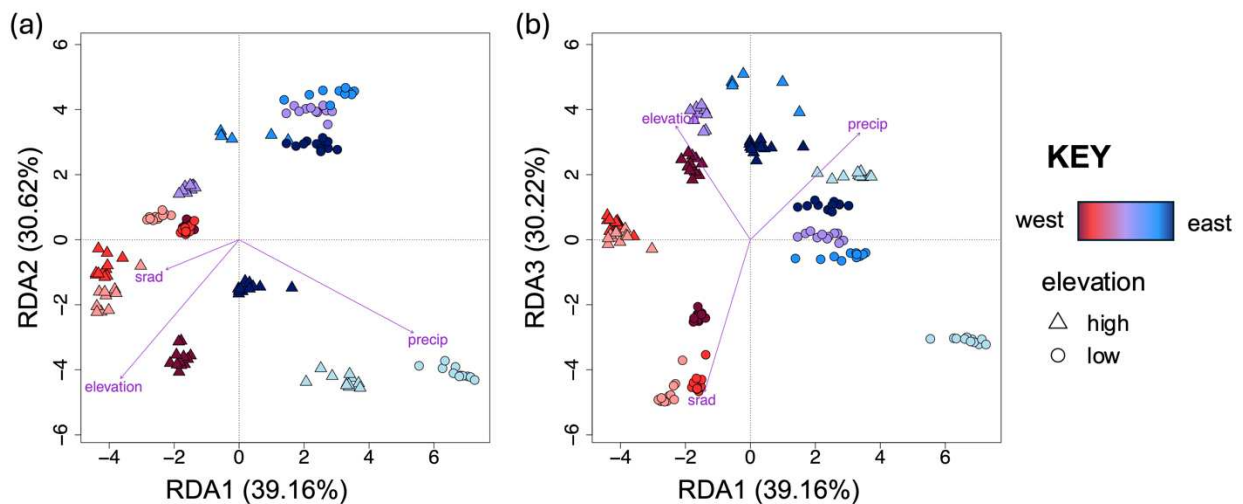 (a)
6
4
2
0
−2
−4
−6
RDA2 (30.62%)
srad
precip
elevation
−4
−2
0
2
4
6
RDA1 (39.16%)
(b)
6
4
2
0
−2
−4
−6
RDA3 (30.22%)
elevation
precip
srad
−4
−2
0
2
4
6
RDA1 (39.16%)
KEY
west east
elevation
high
low